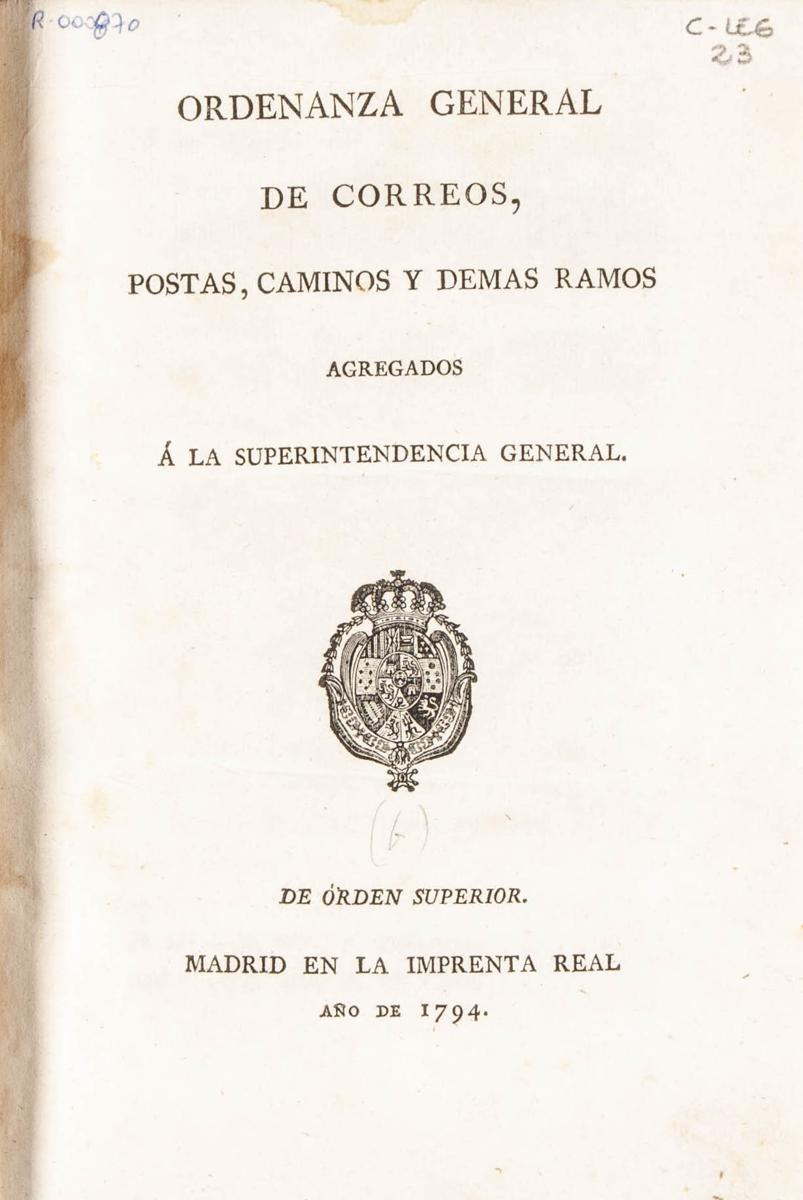 C-LEG
23
ORDENANZA GENERAL
DE CORREOS,
POSTAS, CAMINOS Y DEMAS RAMOS
AGREGADOS
Á LA SUPERINTENDENCIA GENERAL.
(6)
DE ÓRDEN SUPERIOR.
MADRID EN LA IMPRENTA REAL
AÑO DE 1794.